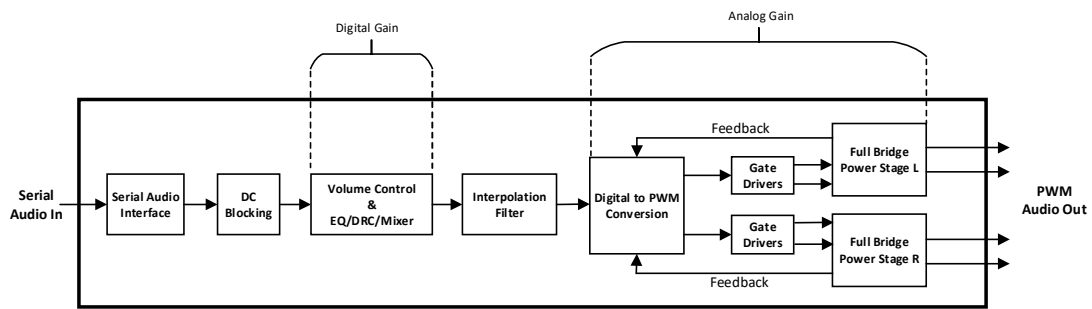 Digital Gain
Analog Gain
Serial
Audio In
Serial Audio
Interface
DC
Blocking
Volume Control
&
EQ/DRC/Mixer
Interpolation
Filter
Digital to PWM
Conversion
Feedback
Gate
Drivers
Full Bridge
Power Stage L
Gate
Drivers
Full Bridge
Power Stage R
Feedback
PWM
Audio Out